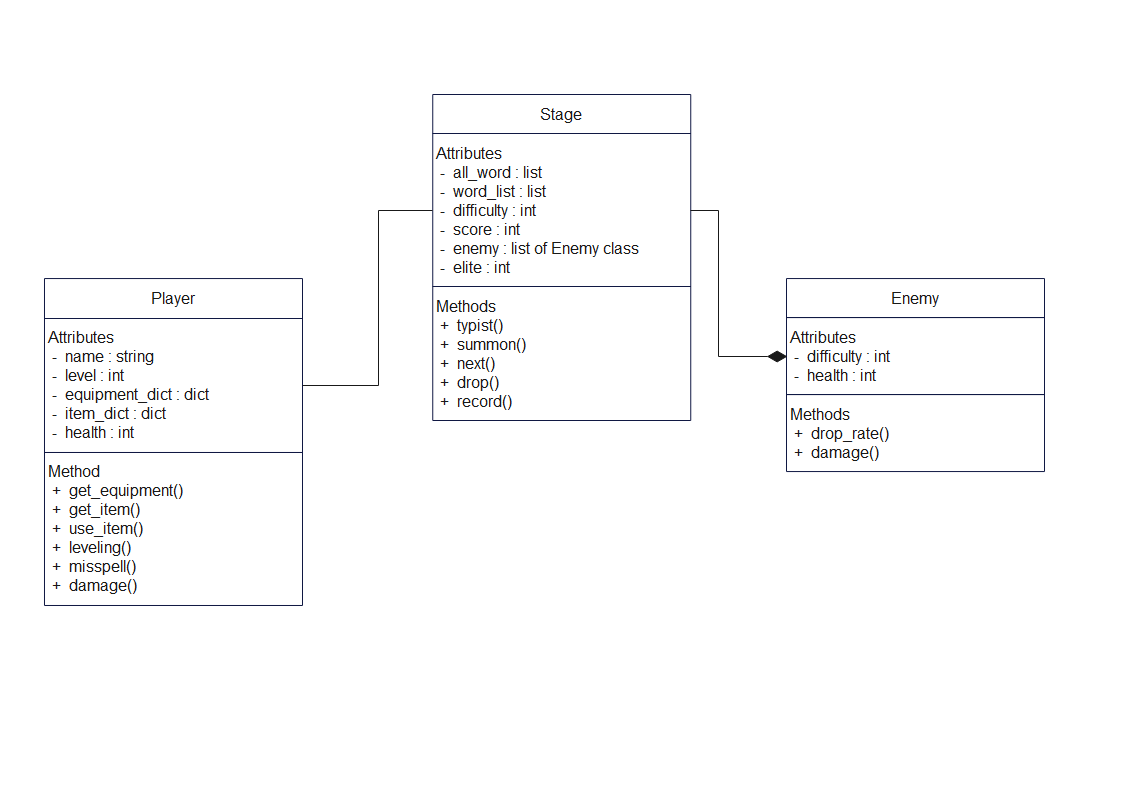 Stage
Attributes
- all_word : list
- word_list : list
- difficulty : int
- score : int
- enemy : list of Enemy class
- elite : int
Methods
+ typist()
+ summon()
+ next()
+ drop()
+ record()
Player
Attributes
- name : string
- level : int
- equipment_dict : dict
- item_dict : dict
- health : int
Method
+ get_equipment()
+ get_item()
+ use_item()
+ leveling()
+ misspell()
+ damage()
Enemy
Attributes
- difficulty : int
- health : int
Methods
+ drop_rate()
+ damage()